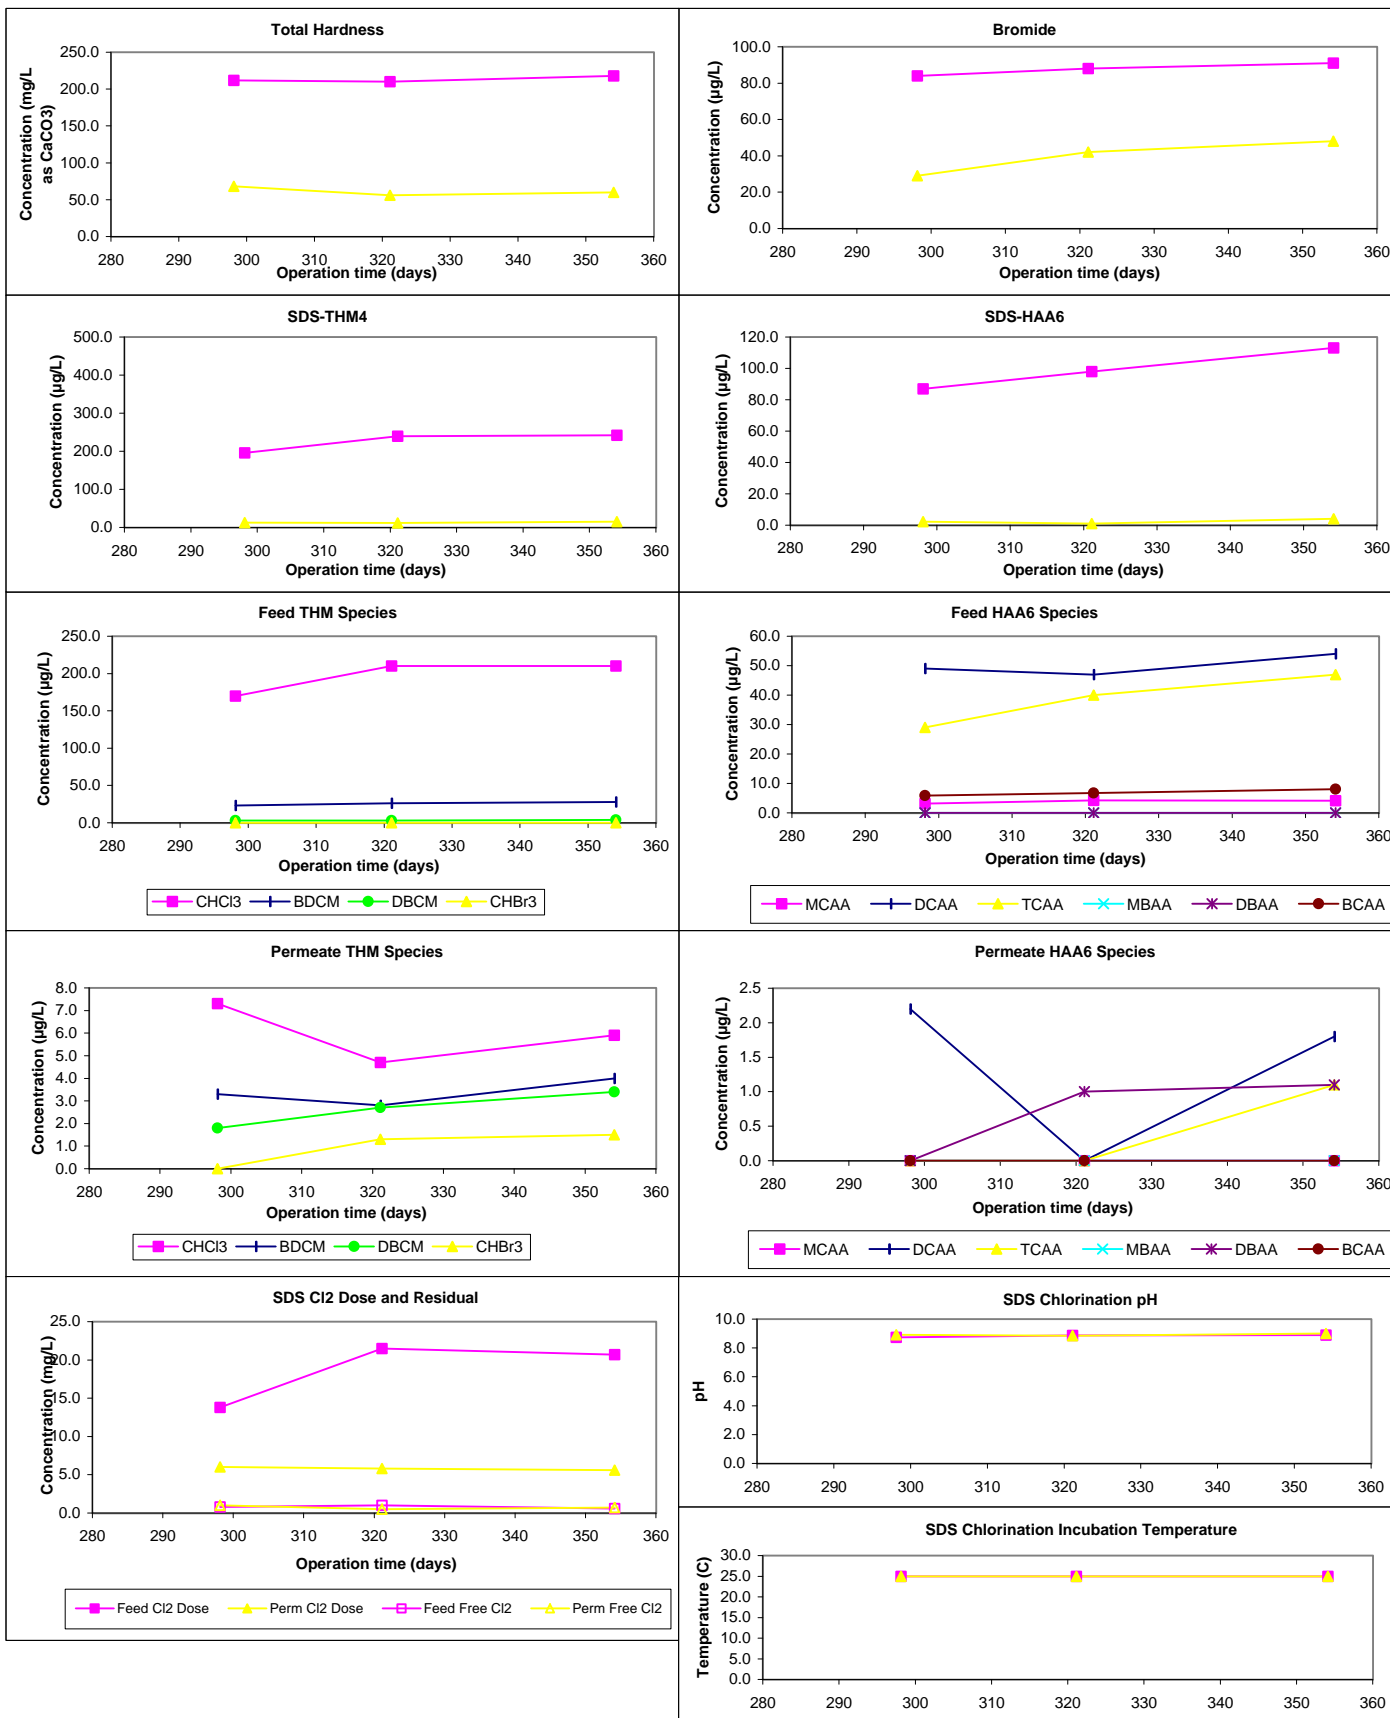 Total Hardness
250.0
200.0
150.0
100.0
50.0
0.0
Concentration (mg/L
as CaCO3)
280 290 300 310 320 330 340 350 360
Operation time (days)
Bromide
100.0
80.0
60.0
40.0
20.0
0.0
Concentration (µg/L)
280 290 300 310 320 330 340 350 360
Operation time (days)
SDS-THM4
500.0
400.0
300.0
200.0
100.0
0.0
Concentration (µg/L)
280 290 300 310 320 330 340 350 360
Operation time (days)
SDS-HAA6
120.0
100.0
80.0
60.0
40.0
20.0
0.0
Concentration (µg/L)
280 290 300 310 320 330 340 350 360
Operation time (days)
Feed THM Species
250.0
200.0
150.0
100.0
50.0
0.0
Concentration (µg/L)
280 290 300 310 320 330 340 350 360
Operation time (days)
CHCl3 BDCM DBCM CHBr3
Feed HAA6 Species
60.0
50.0
40.0
30.0
20.0
10.0
0.0
Concentration (µg/L)
280 290 300 310 320 330 340 350 360
Operation time (days)
MCAA DCAA TCAA MBAA DBAA BCAA
Permeate THM Species
8.0
7.0
6.0
5.0
4.0
3.0
2.0
1.0
0.0
Concentration (µg/L)
280 290 300 310 320 330 340 350 360
Operation time (days)
CHCl3 BDCM DBCM CHBr3
Permeate HAA6 Species
2.5
2.0
1.5
1.0
0.5
0.0
Concentration (µg/L)
280 290 300 310 320 330 340 350 360
Operation time (days)
MCAA DCAA TCAA MBAA DBAA BCAA
SDS Cl2 Dose and Residual
25.0
20.0
15.0
10.0
5.0
0.0
Concentration (mg/L)
280 290 300 310 320 330 340 350 360
Operation time (days)
Feed Cl2 Dose Perm Cl2 Dose Feed Free Cl2 Perm Free Cl2
SDS Chlorination pH
10.0
8.0
6.0
4.0
2.0
0.0
pH
280 290 300 310 320 330 340 350 360
SDS Chlorination Incubation Temperature
30.0
25.0
20.0
15.0
10.0
5.0
0.0
Temperature (C)
280 290 300 310 320 330 340 350 360